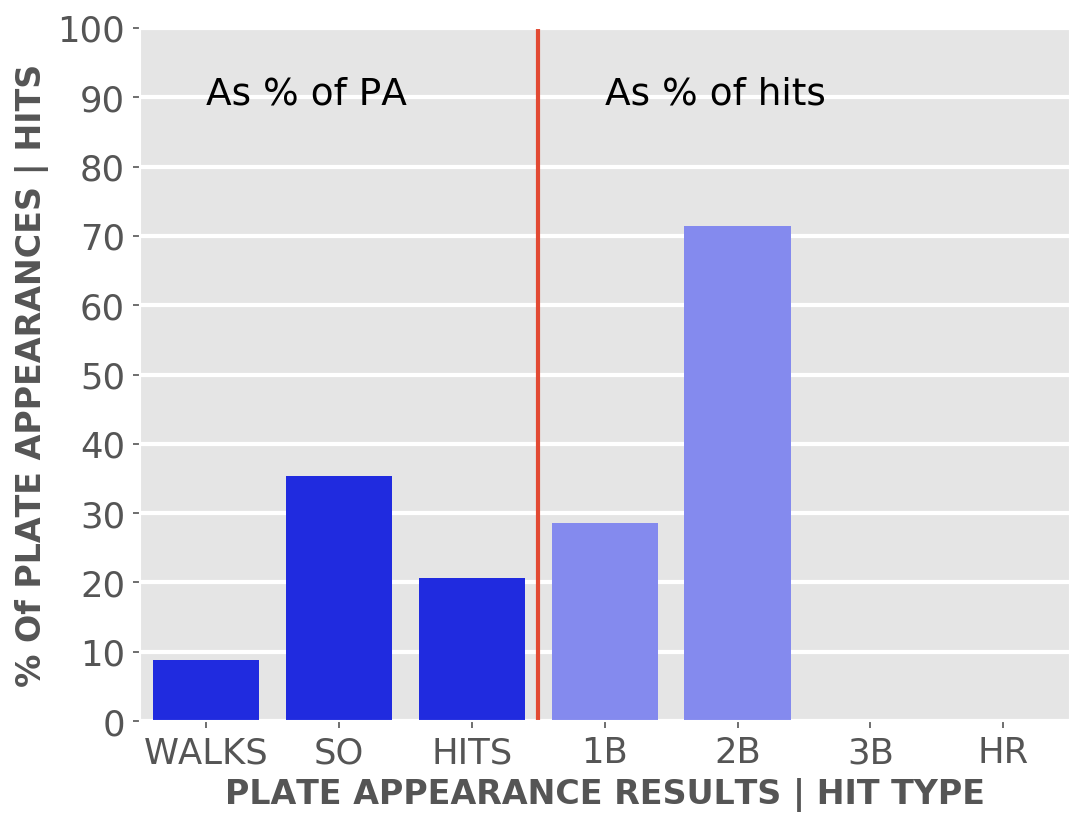 100
90
80
70
60
50
40
30
20
10
0
% Of PLATE APPEARANCES | HITS
As % of PA
As % of hits
WALKS SO HITS 1B 2B 3B HR
PLATE APPEARANCE RESULTS | HIT TYPE